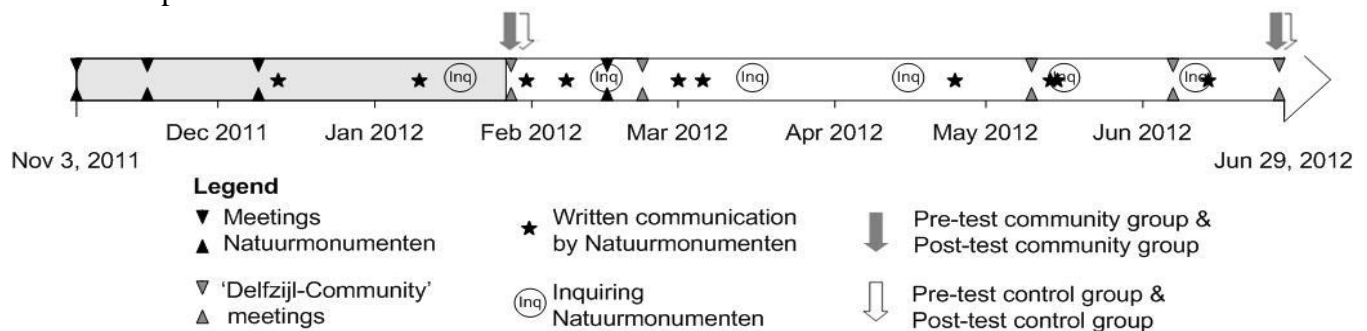 Inq Inq Inq Inq Inq Inq
Dec 2011 Jan 2012 Feb 2012 Mar 2012 Apr 2012 May 2012 Jun 2012
Nov 3, 2011 Jun 29, 2012
Legend
Meetings
Natuurmonumenten
'Delfzijl-Community'
meetings
Written communication
by Natuurmonumenten
Inq Inquiring
Natuurmonumenten
Pre-test community group &
Post-test community group
Pre-test control group &
Post-test control group